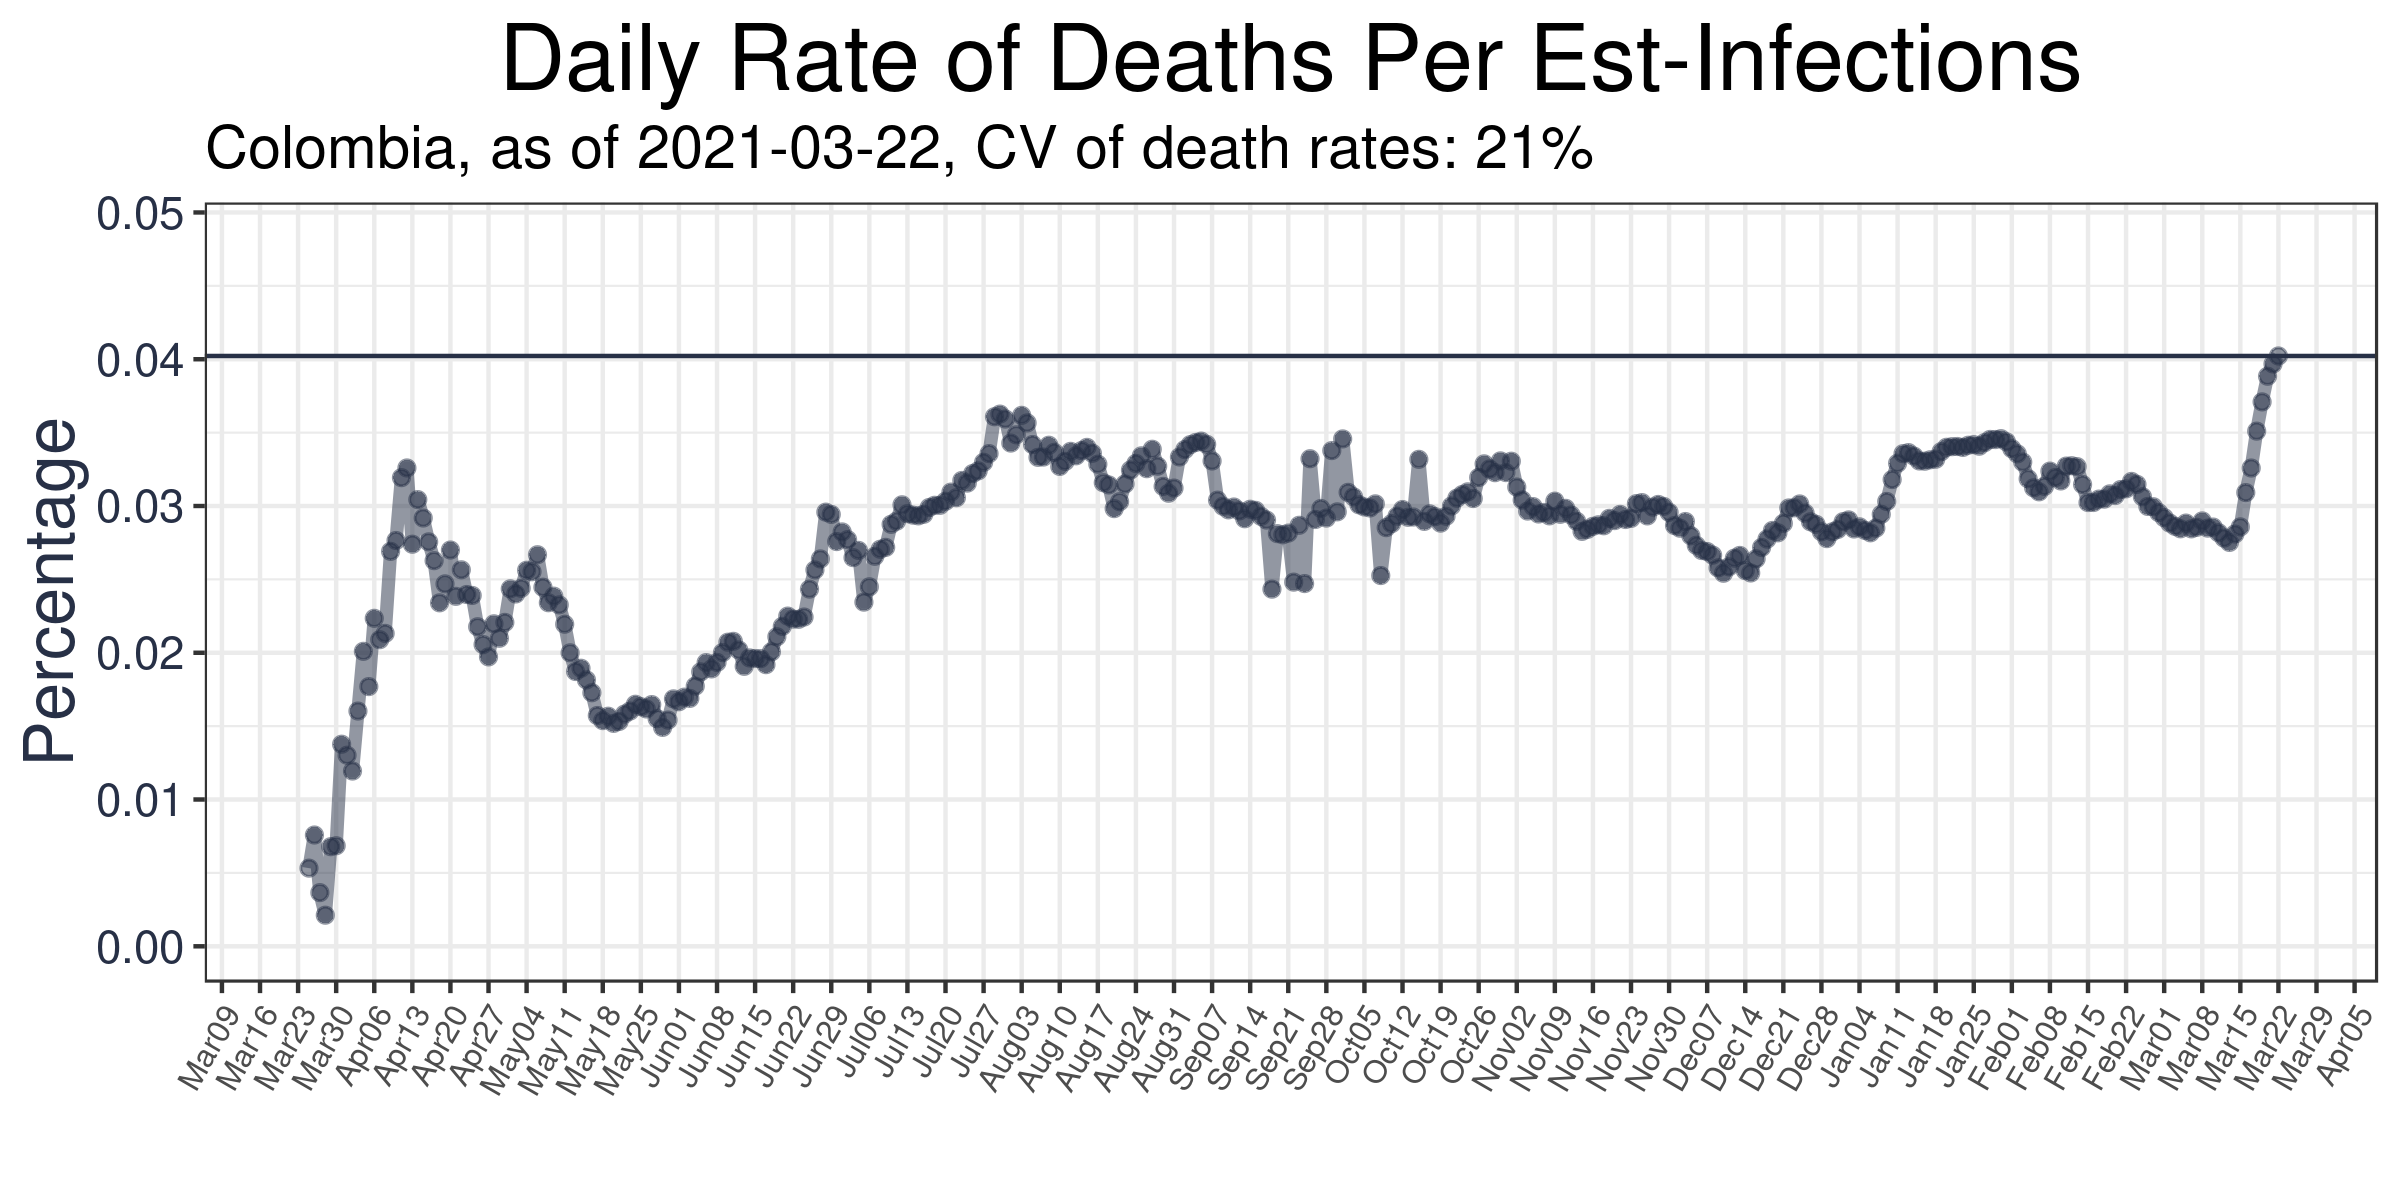 Daily Rate of Deaths Per Est-Infections
Colombia, as of 2021-03-22, CV of death rates: 21%
Percentage
0.05
0.04
0.03
0.02
0.01
0.00
Mar09
Mar16
Mar23
Mar30
Apr06
Apr13
Apr20
Apr27
May04
May11
May18
May25
Jun01
Jun08
Jun15
Jun22
Jun29
Jul06
Jul13
Jul20
Jul27
Aug03
Aug10
Aug17
Aug24
Aug31
Sep07
Sep14
Sep21
Sep28
Oct05
Oct12
Oct19
Oct26
Nov02
Nov09
Nov16
Nov23
Nov30
Dec07
Dec14
Dec21
Dec28
Dec04
Jan11
Jan18
Jan25
Feb01
Feb08
Feb15
Feb22
Mar01
Mar08
Mar15
Mar22
Mar29
Apr05